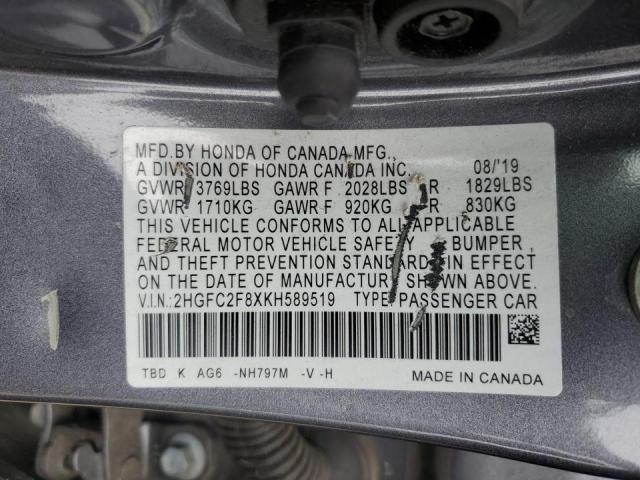 MFD.BY HONDA OF CANADA MFG.,
A DIVISION OF HONDA CANADA INC. 08/'19
GVWR 3769LBS GAWR F 2028LBS R 1829LBS
GVWR 1710KG GAWR F 920KG R 830KG
THIS VEHICLE CONFORMS TO ALL APPLICABLE
FEDERAL MOTOR VEHICLE SAFETY BUMPER,
AND THEFT PREVENTION STANDARDS IN EFFECT
ON THE DATE OF MANUFACTURE SHOWN ABOVE.
V.I.N.:2HGFC2F8XKH589519 TYPE:PASSENGER CAR
TBD K AG6 -NH797M -V -H
MADE IN CANADA
1